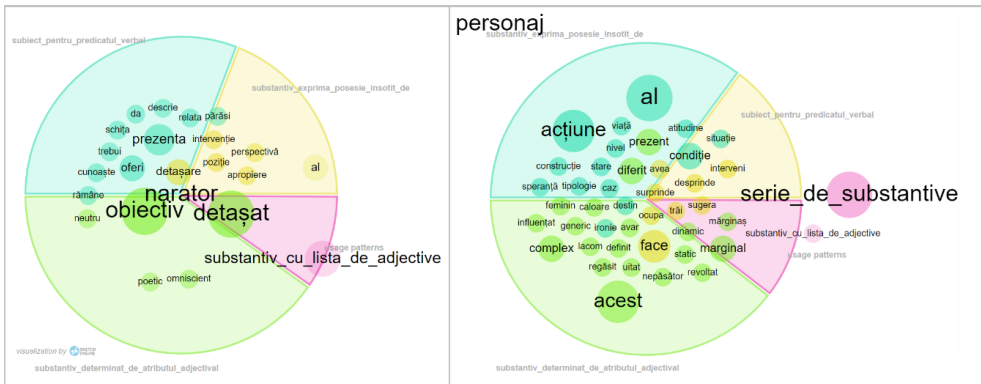 subiect_pentru_predicatul_verbal
substantiv_exprima_posesie_insotit_de
da
descrie
relata
părăsi
schița
prezenta
intervenție
trebui
perspectivă
cunoaște
oferi
poziție
detașare
apropiere
al
rămâne
narator
neutru
obiectiv
detașat
usage patterns
substantiv_cu_lista_de_adjective
poetic
omniscient
visualization by SKETCH ENGINE
substantiv_determinat_de_atributul_adjectival
personaj
substantiv_exprima_posesie_insotit_de
al
subiect_pentru_predicatul_verbal
acțiune
viață
atitudine
situație
nivel
prezent
condiție
construcție
stare
diferit
avea
interveni
speranță
tipologie
caz
surprinde
desprinde
serie_de_substantive
feminin
caloare
destin
ocupa
trăi
sugera
mărginaș
influențat
generic
ironie
avar
dinamic
substantiv_cu_lista_de_adjective
complex
lacom
definit
face
static
marginal
usage patterns
regăsit
uitat
nepăsător
revoltat
acest
substantiv_determinat_de_atributul_adjectival